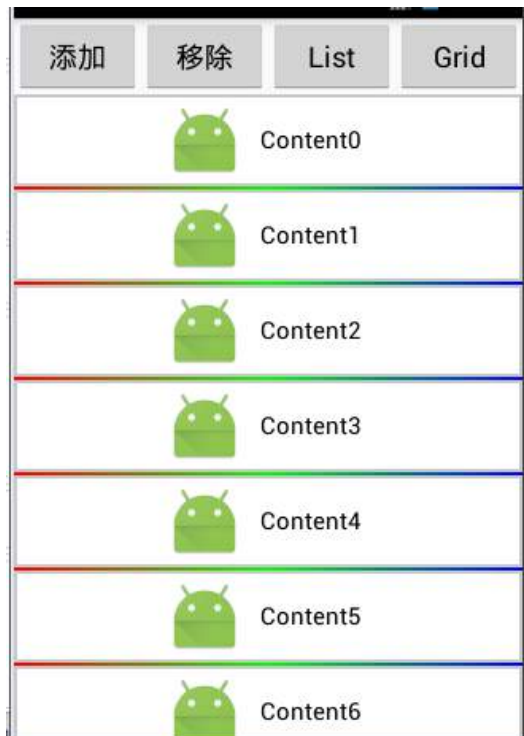 添加 移除 List Grid
Content0
Content1
Content2
Content3
Content4
Content5
Content6